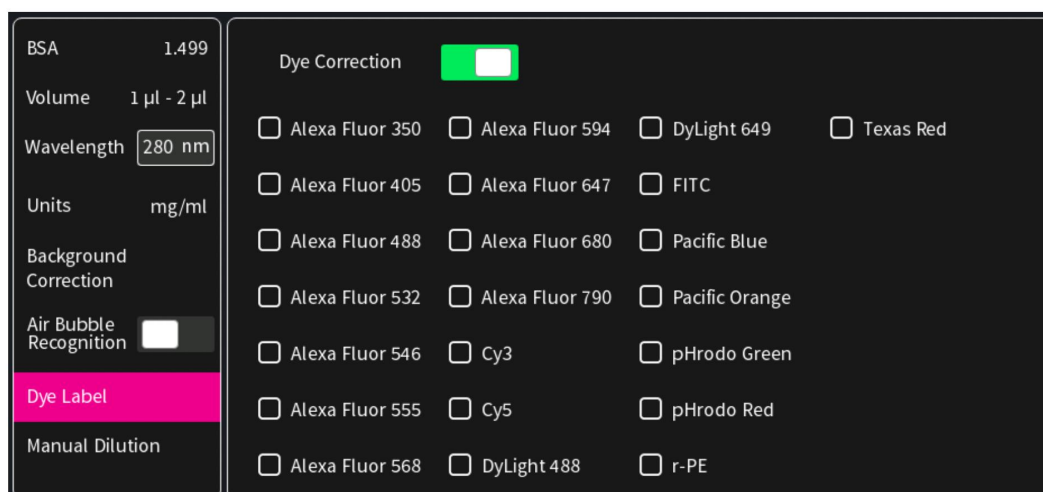 BSA 1.499
Volume 1 µl - 2 µl
Wavelength 280 nm
Units mg/ml
Background
Correction
Air Bubble
Recognition
Dye Label
Manual Dilution
Dye Correction
Alexa Fluor 350 Alexa Fluor 594 DyLight 649 Texas Red
Alexa Fluor 405 Alexa Fluor 647 FITC
Alexa Fluor 488 Alexa Fluor 680 Pacific Blue
Alexa Fluor 532 Alexa Fluor 790 Pacific Orange
Alexa Fluor 546 Cy3 pHrodo Green
Alexa Fluor 555 Cy5 pHrodo Red
Alexa Fluor 568 DyLight 488 r-PE